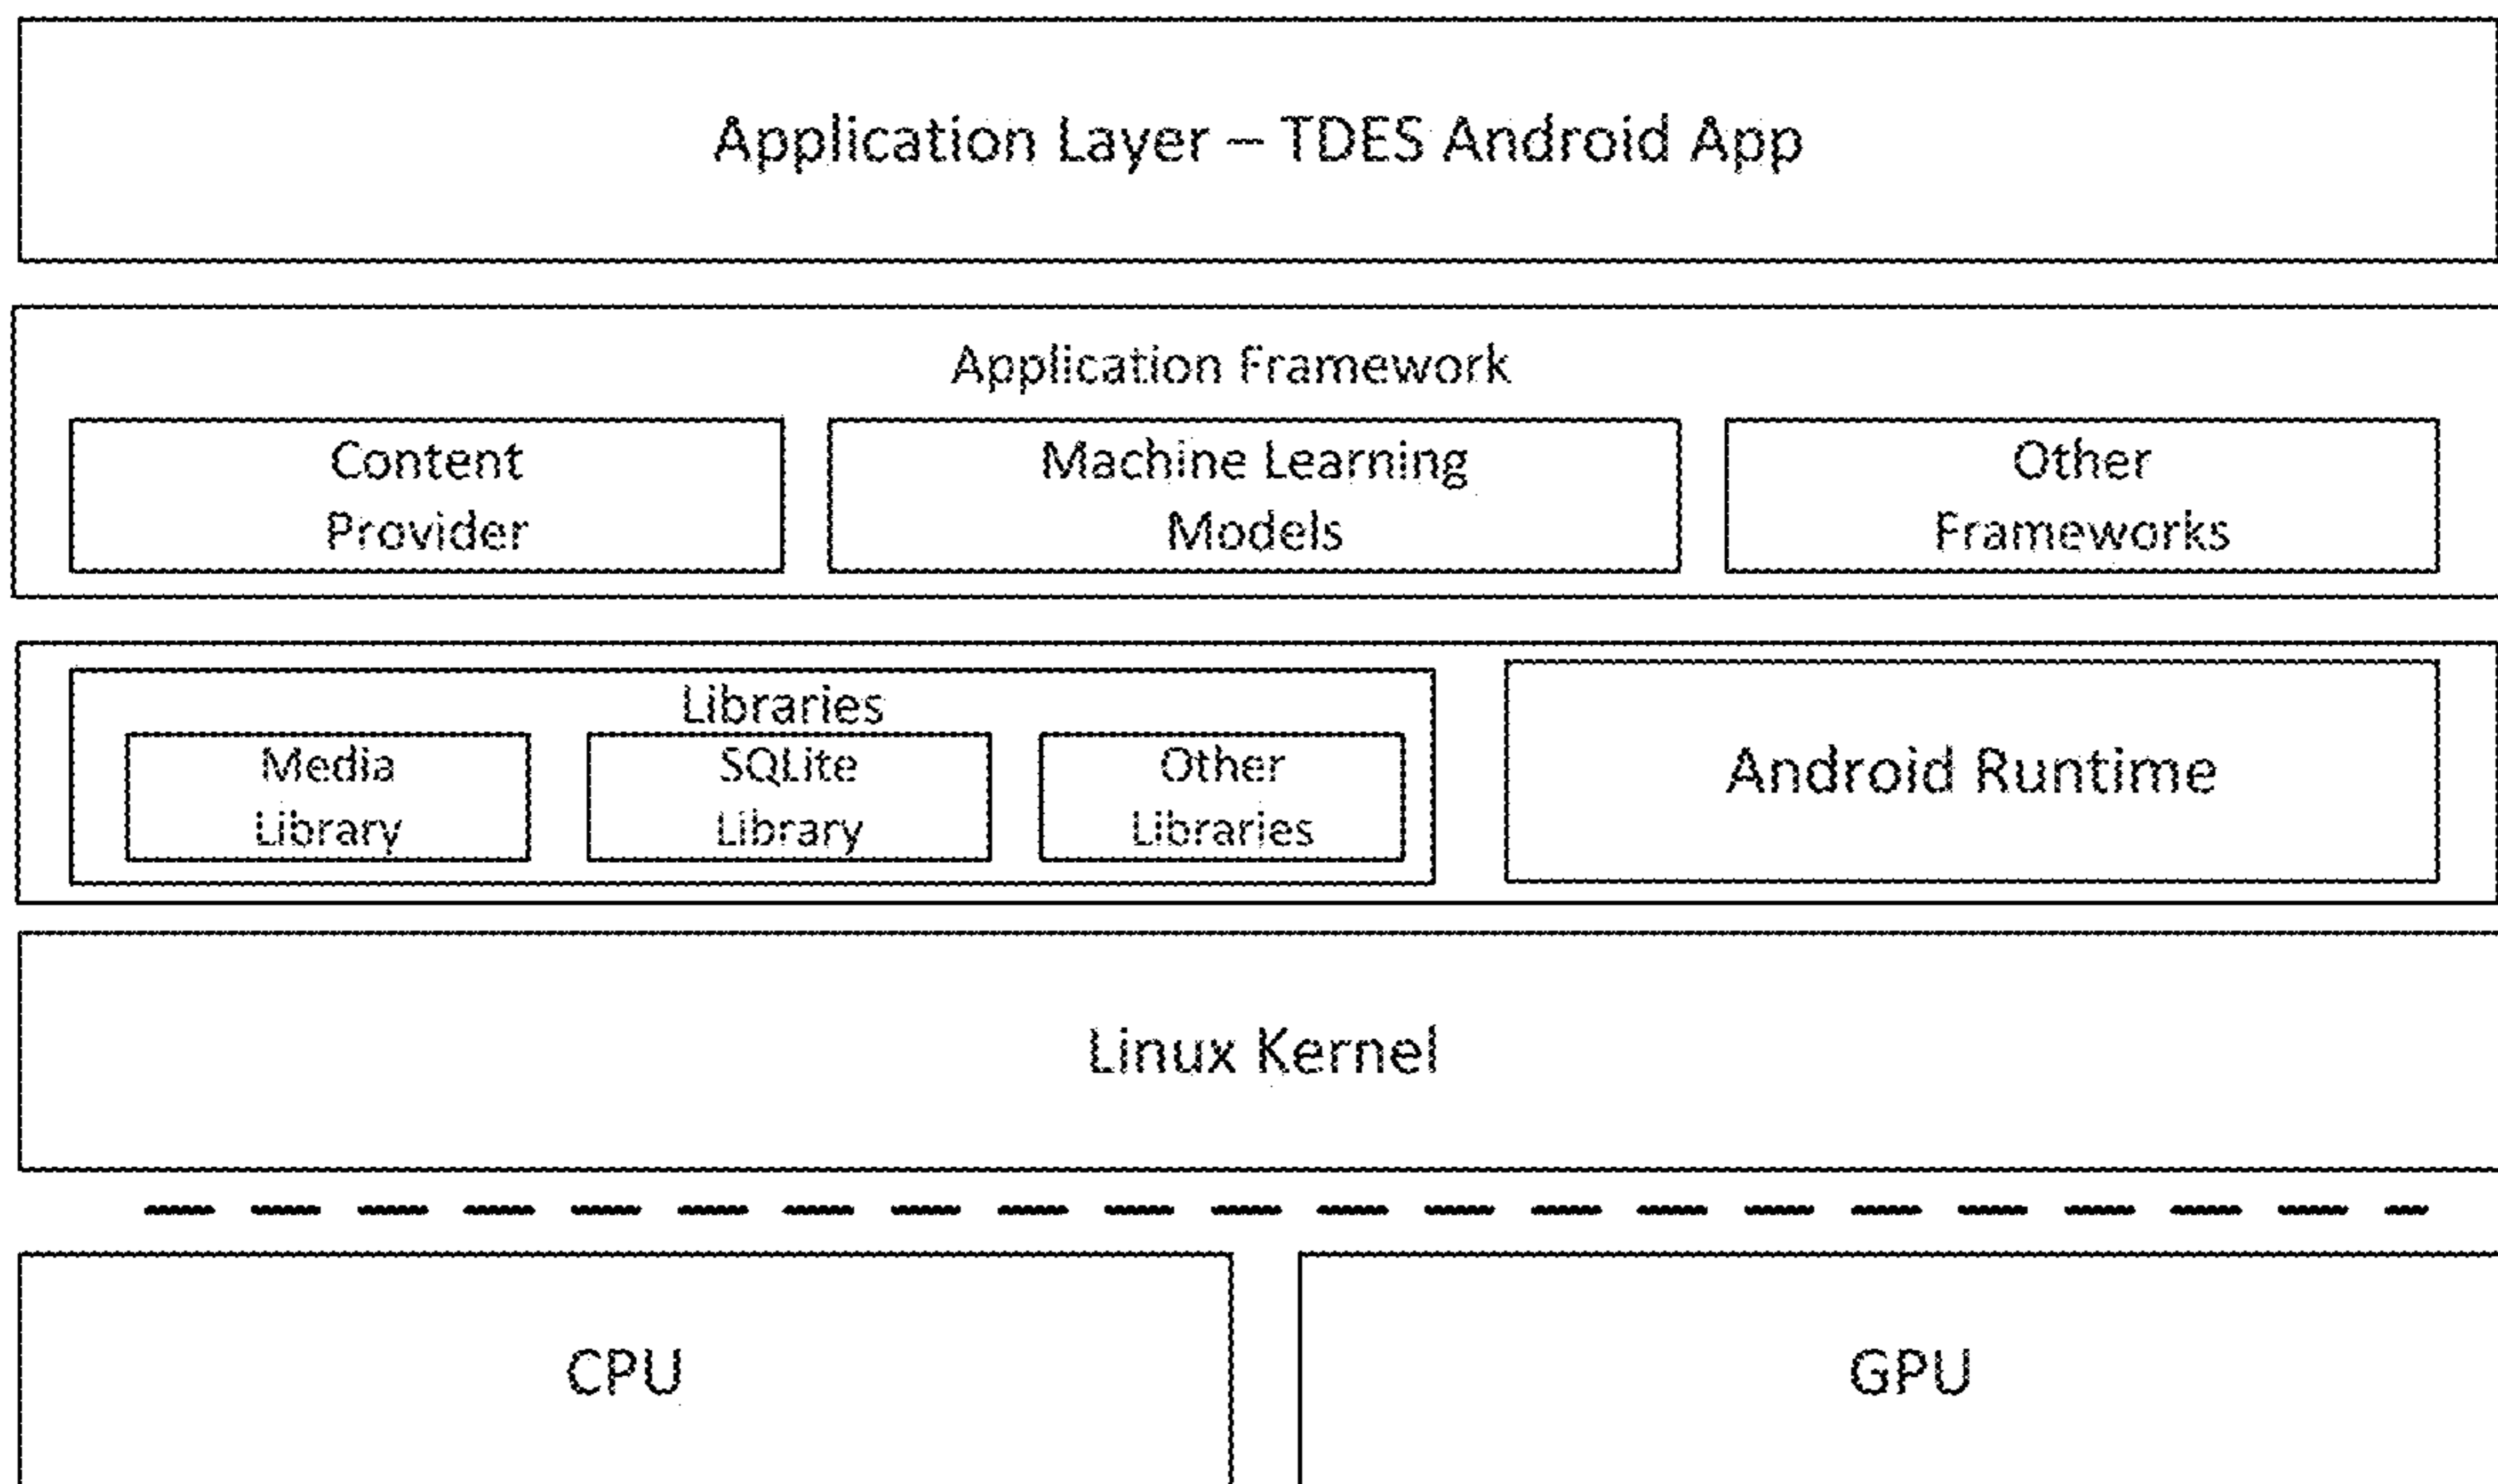 Application Layer – TDES Android App
Application Framework
Content
Provider
Machine Learning
Models
Other
Frameworks
Libraries
Media
Library
SQLite
Library
Other
Libraries
Android Runtime
Linux Kernel
CPU
GPU